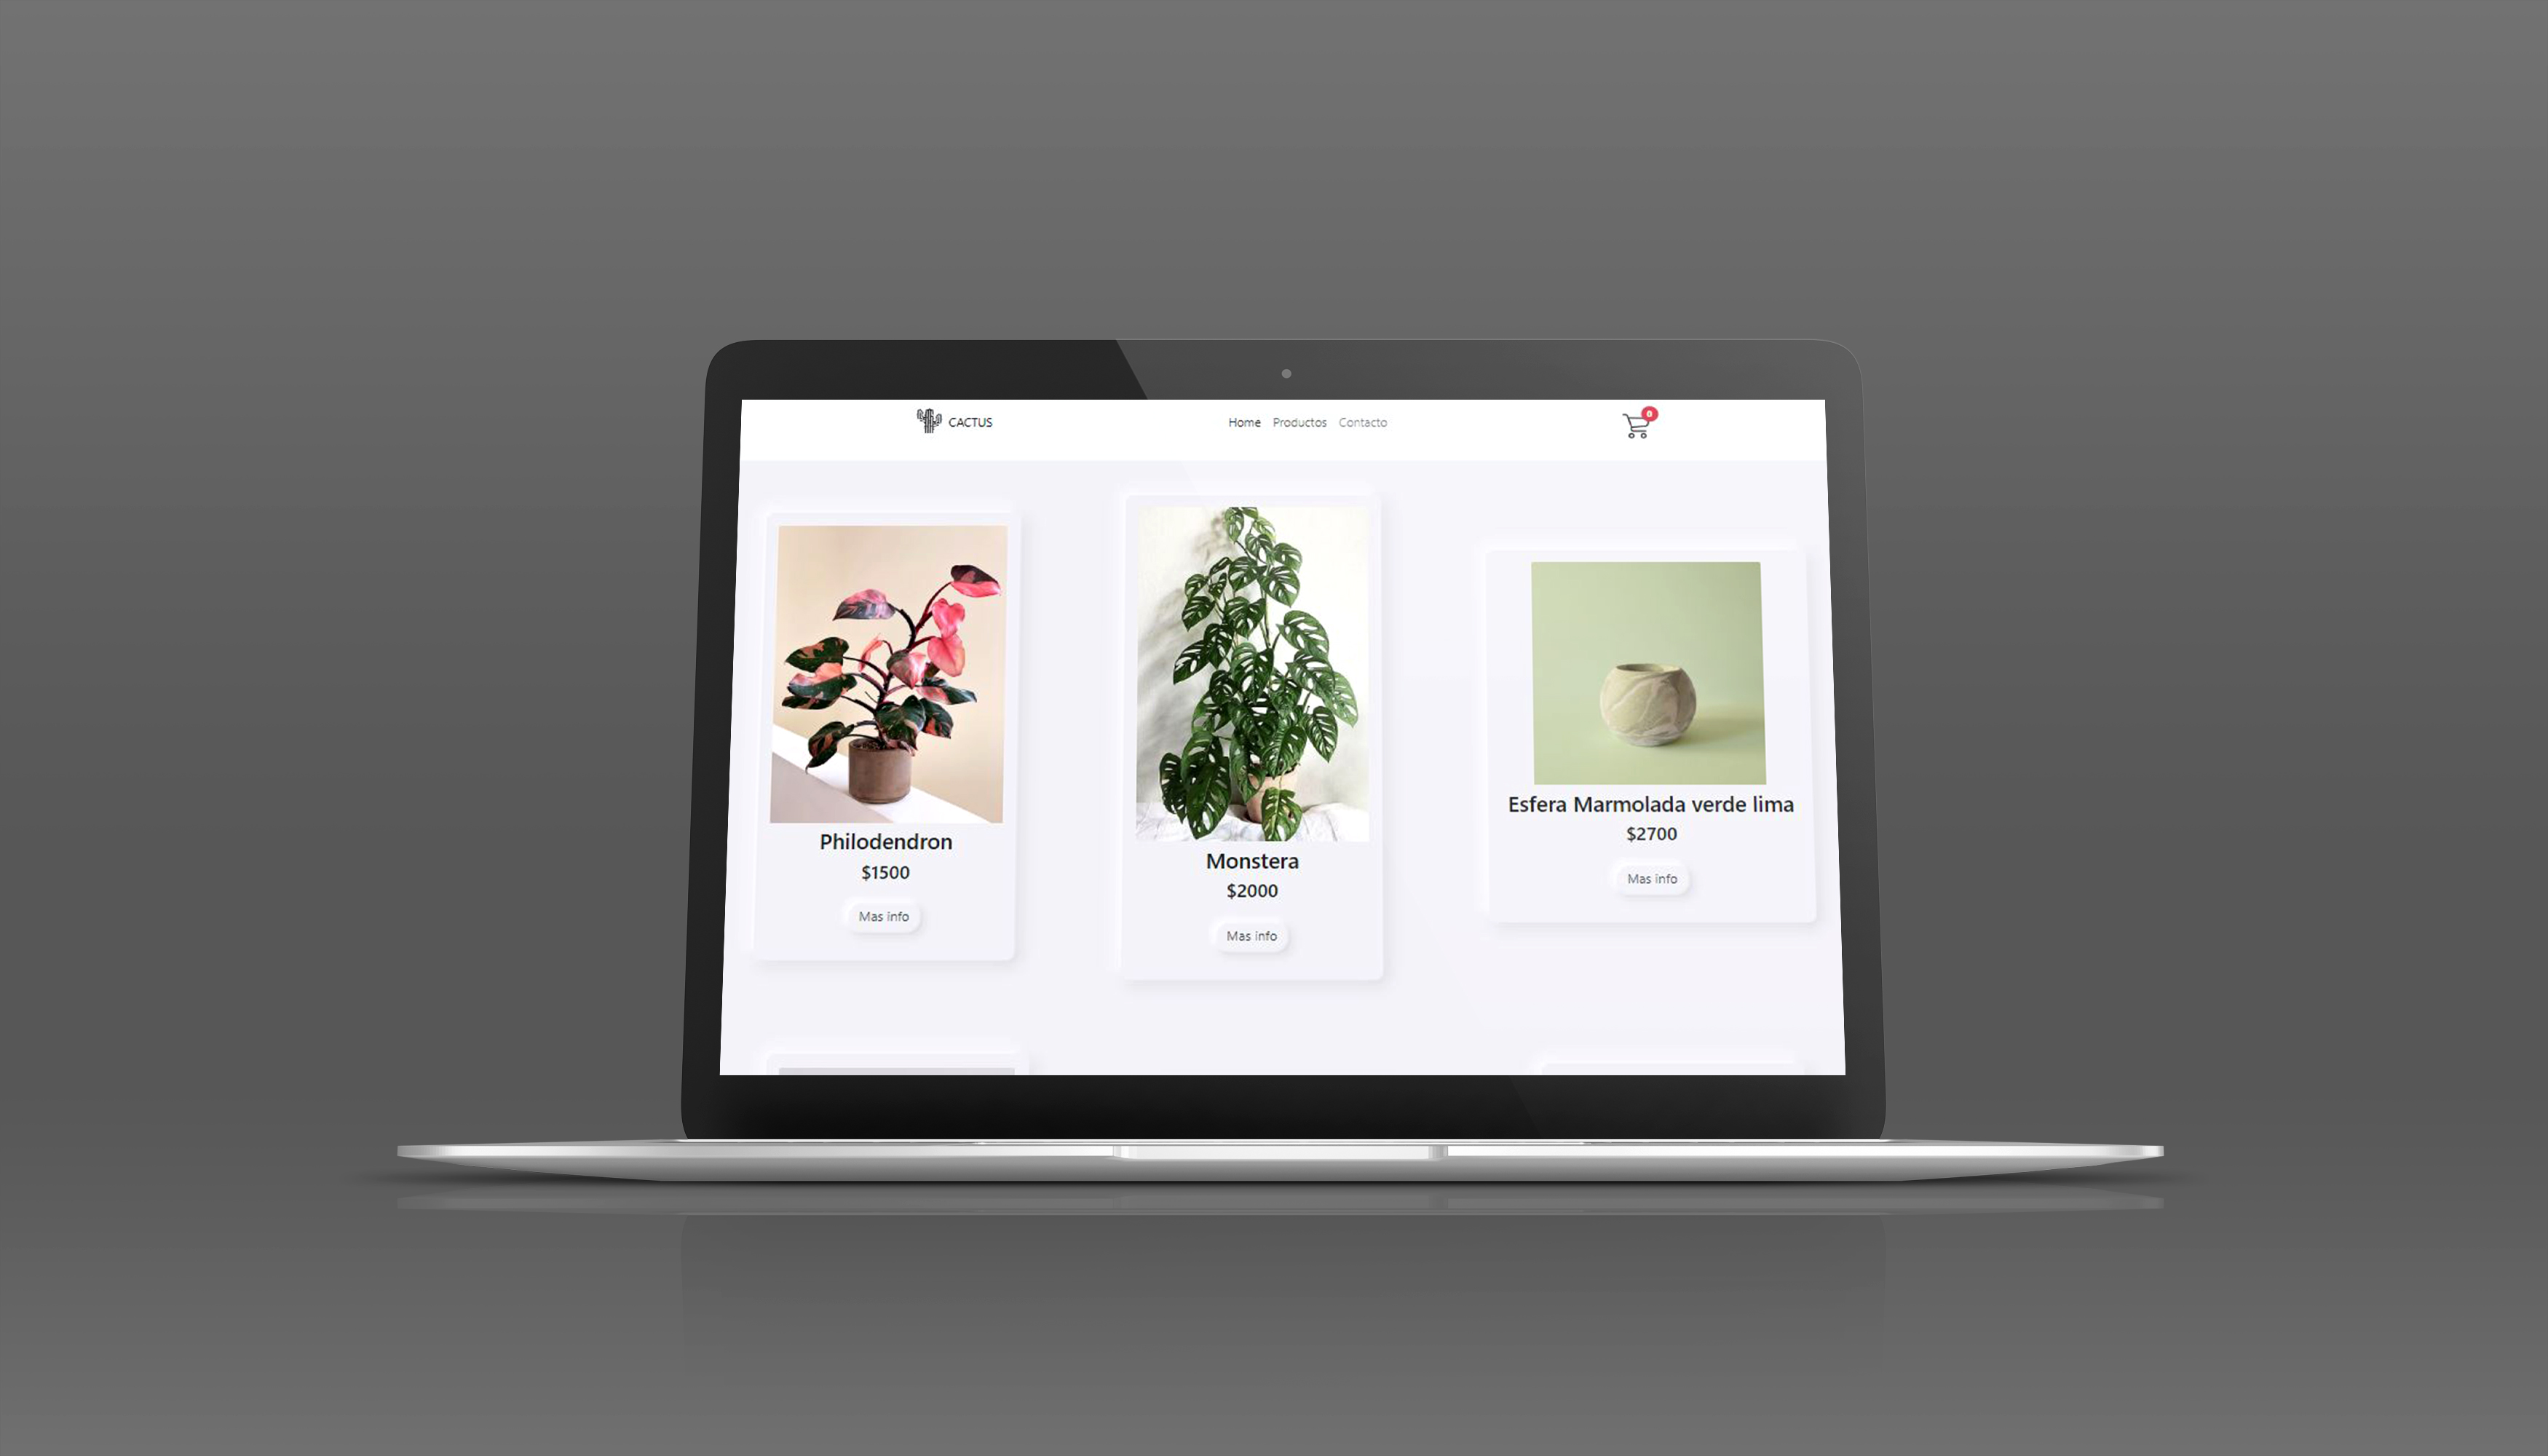 CACTUS
Home Productos Contacto
0
Philodendron
$1500
Mas info
Monstera
$2000
Mas info
Esfera Marmolada verde lima
$2700
Mas info